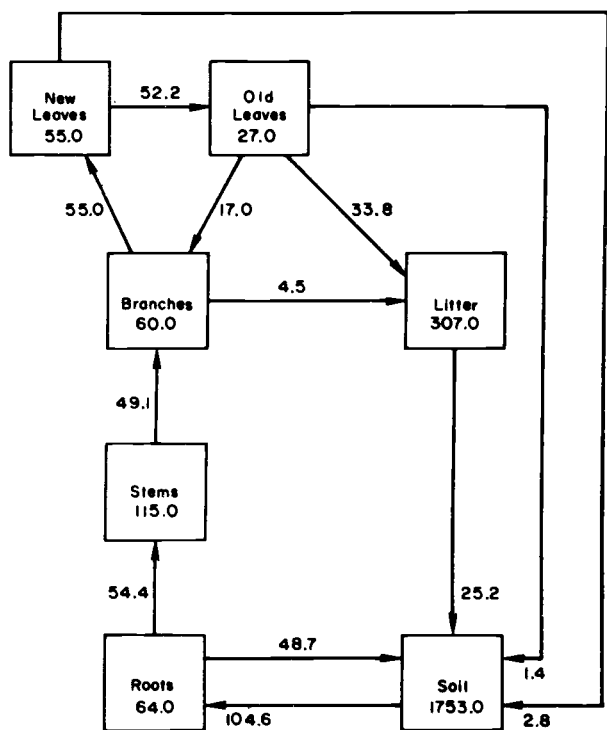 New
Leaves
55.0
52.2
Old
Leaves
27.0
55.0
17.0
33.8
Branches
60.0
4.5
Litter
307.0
49.1
Stems
115.0
54.4
25.2
Roots
64.0
48.7
104.6
Soil
1753.0
1.4
2.8